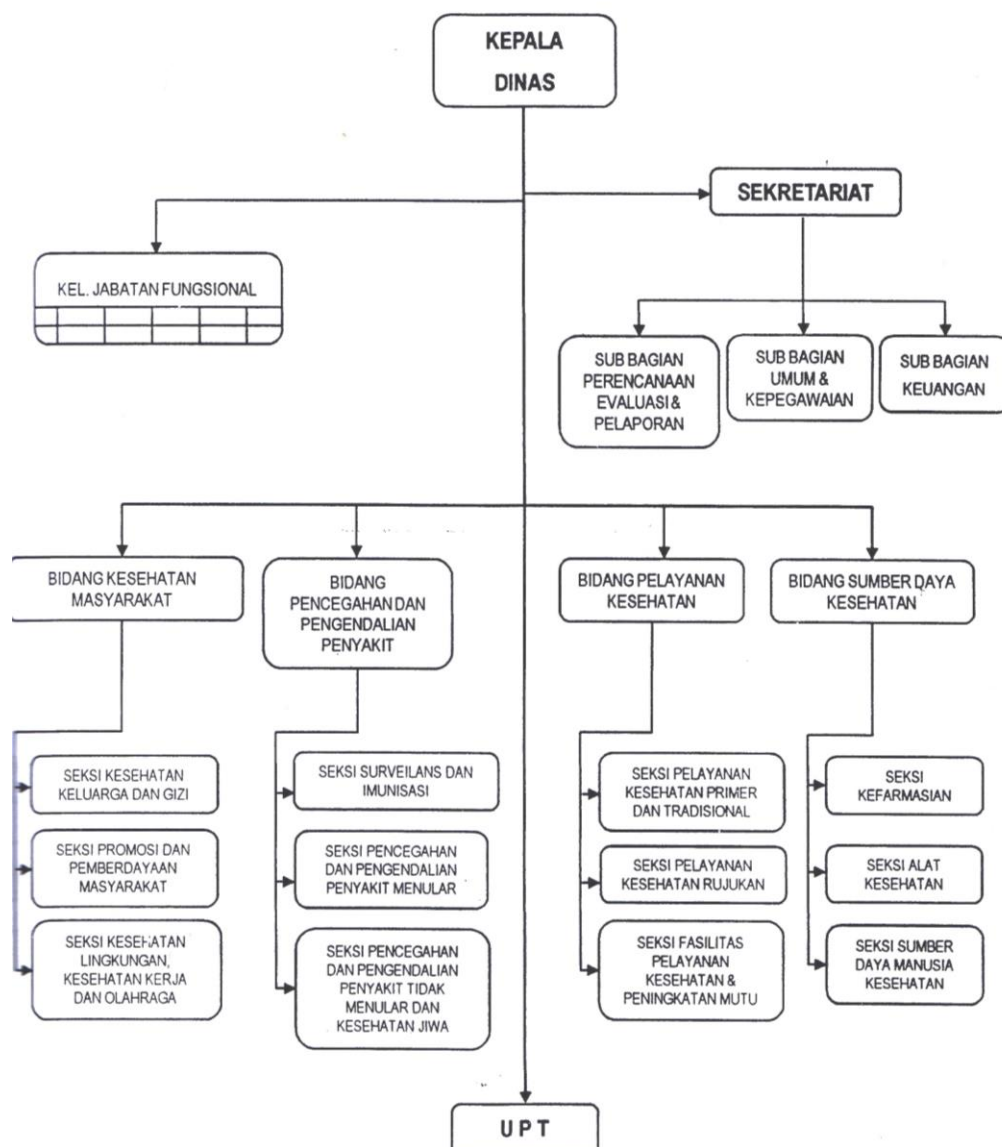 KEPALA
DINAS
SEKRETARIAT
KEL. JABATAN FUNGSIONAL
SUB BAGIAN
PERENCANAAN
EVALUASI &
PELAPORAN
SUB BAGIAN
UMUM &
KEPEGAWAIAN
SUB BAGIAN
KEUANGAN
BIDANG KESEHATAN
MASYARAKAT
BIDANG
PENCEGAHAN DAN
PENGENDALIAN
PENYAKIT
BIDANG PELAYANAN
KESEHATAN
BIDANG SUMBER DAYA
KESEHATAN
SEKSI KESEHATAN
KELUARGA DAN GIZI
SEKSI PROMOSI DAN
PEMBERDAYAAN
MASYARAKAT
SEKSI KESEHATAN
LINGKUNGAN,
KESEHATAN KERJA
DAN OLAHRAGA
SEKSI SURVEILANS DAN
IMUNISASI
SEKSI PENCEGAHAN
DAN PENGENDALIAN
PENYAKIT MENULAR
SEKSI PENCEGAHAN
DAN PENGENDALIAN
PENYAKIT TIDAK
MENULAR DAN
KESEHATAN JIWA
SEKSI PELAYANAN
KESEHATAN PRIMER
DAN TRADISIONAL
SEKSI PELAYANAN
KESEHATAN RUJUKAN
SEKSI FASILITAS
PELAYANAN
KESEHATAN &
PENINGKATAN MUTU
SEKSI
KEFARMASIAN
SEKSI ALAT
KESEHATAN
SEKSI SUMBER
DAYA MANUSIA
KESEHATAN
UPT